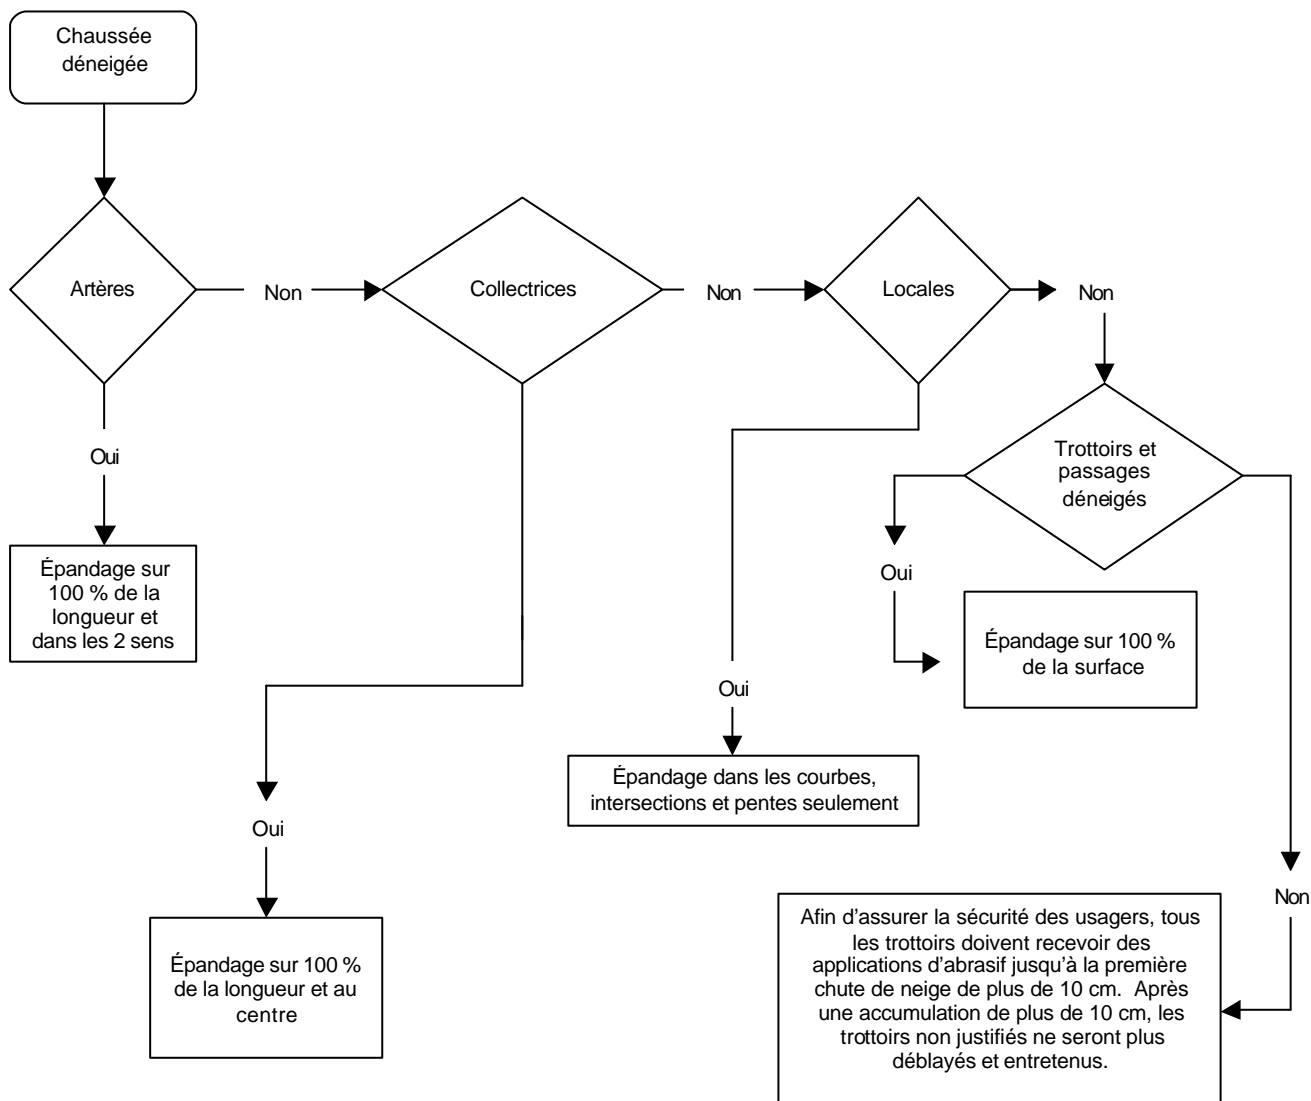 Chaussée
déneigée
Artères
Non
Collectrices
Non
Locales
Non
Oui
Trottoirs et
passages
déneigés
Épandage sur
100 % de la
longueur et
dans les 2 sens
Oui
Épandage sur 100 %
de la surface
Oui
Épandage dans les courbes,
intersections et pentes seulement
Oui
Épandage sur 100 %
de la longueur et au
centre
Non
Afin d’assurer la sécurité des usagers, tous
les trottoirs doivent recevoir des
applications d’abrasif jusqu’à la première
chute de neige de plus de 10 cm. Après
une accumulation de plus de 10 cm, les
trottoirs non justifiés ne seront plus
déblayés et entretenus.